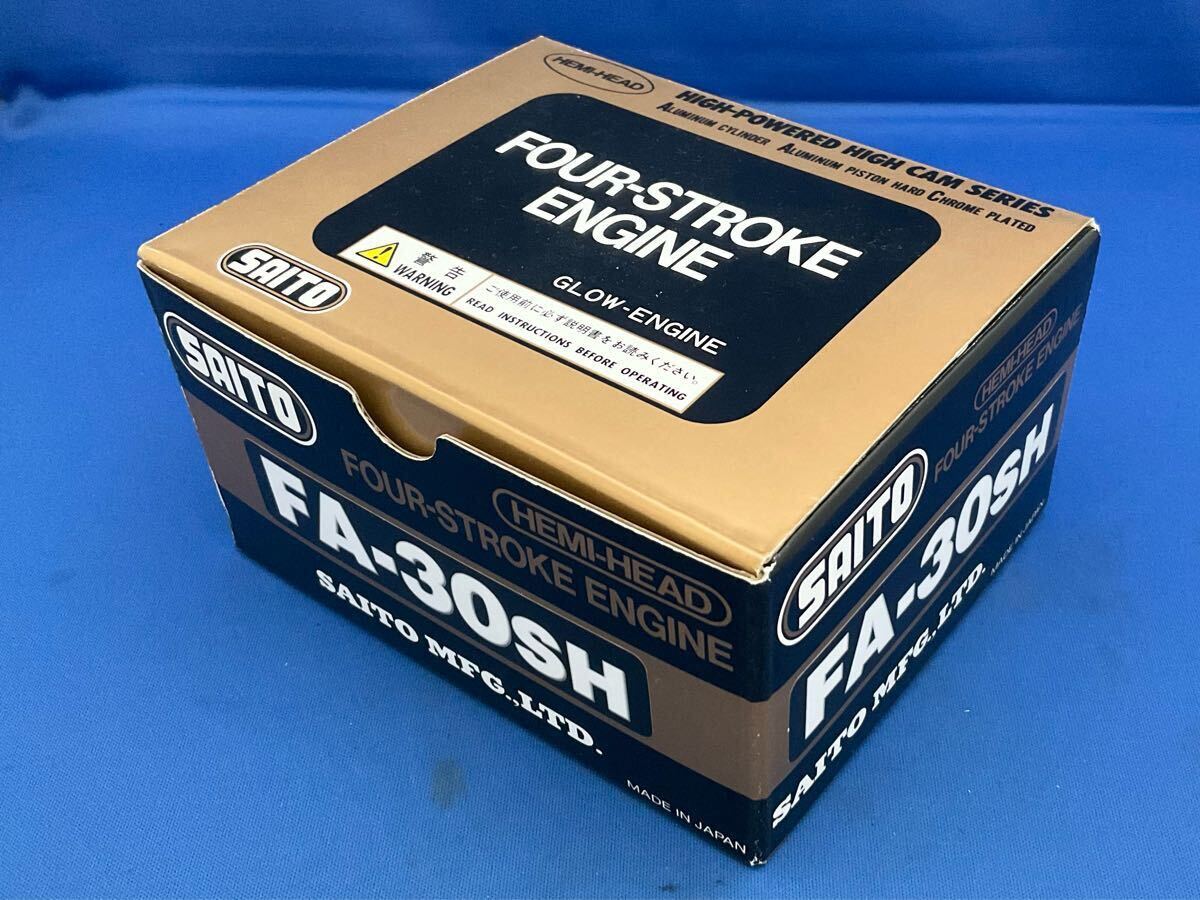 HEMI-HEAD
HIGH-POWERED HIGH CAM SERIES
ALUMINUM CYLINDER ALUMINUM PISTON HARD CHROME PLATED
FOUR-STROKE
ENGINE
GLOW-ENGINE
警告
WARNING
ご使用前に必ず説明書をお読みください。
READ INSTRUCTIONS BEFORE OPERATING
SAITO
SAITO
HEMI-HEAD
FOUR-STROKE ENGINE
FA-30SH
SAITO MFG.,LTD.
MADE IN JAPAN
SAITO
HEMI-HEAD
FOUR-STROKE ENGINE
FA-30SH
SAITO MFG.,LTD.
MADE IN JAPAN